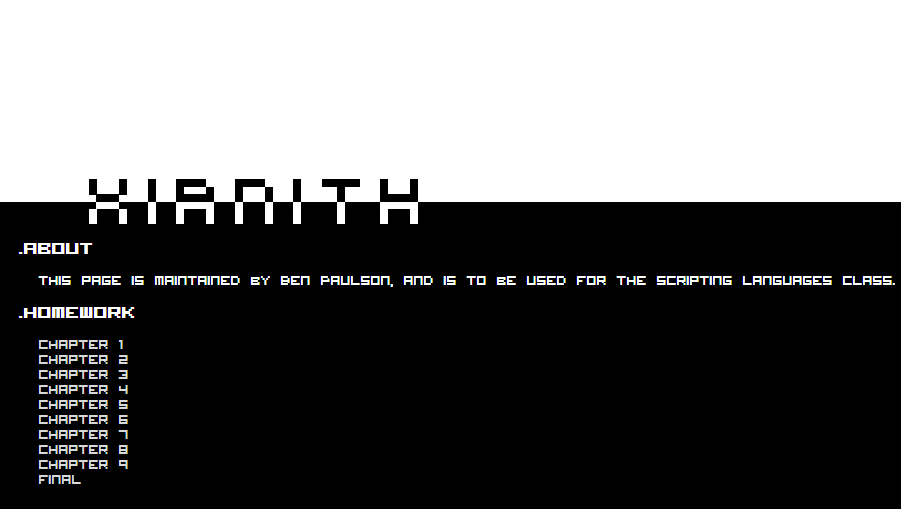 XIANITH
.ABOUT
THIS PAGE IS MAINTAINED BY BEN PAULSON, AND IS TO BE USED FOR THE SCRIPTING LANGUAGES CLASS.
.HOMEWORK
CHAPTER 1
CHAPTER 2
CHAPTER 3
CHAPTER 4
CHAPTER 5
CHAPTER 6
CHAPTER 7
CHAPTER 8
CHAPTER 9
FINAL